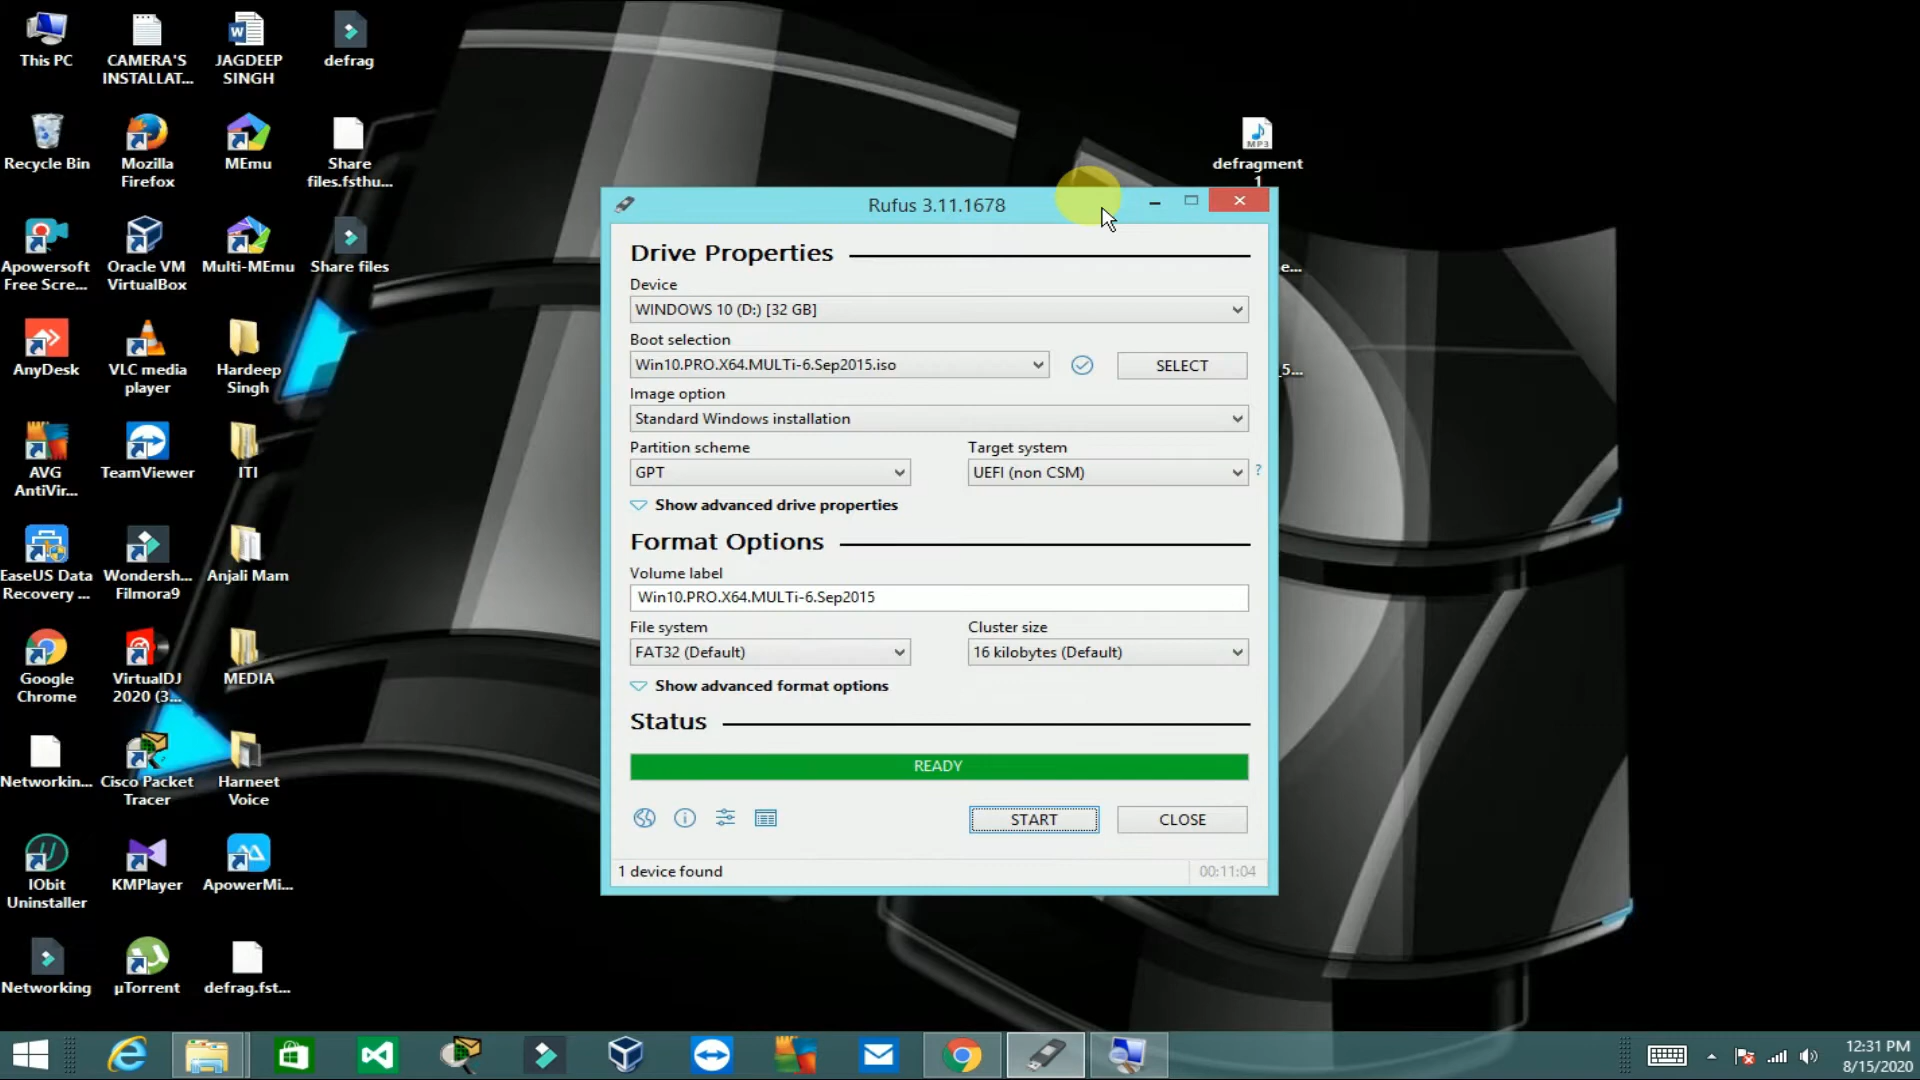 This PC
CAMERA'S
INSTALLAT...
JAGDEEP
SINGH
defrag
Recycle Bin
Mozilla
Firefox
MEmu
Share
files.fsthu...
MP3
defragment
1
Apowersoft
Free Scre...
Oracle VM
VirtualBox
Multi-MEmu
Share files
e...
AnyDesk
VLC media
player
Hardeep
Singh
_5...
AVG
AntiVir...
TeamViewer
ITI
EaseUS Data
Recovery ...
Wondersh...
Filmora9
Anjali Mam
Google
Chrome
VirtualDJ
2020 (3...
MEDIA
Networkin...
Cisco Packet
Tracer
Harneet
Voice
IObit
Uninstaller
KMPlayer
ApowerMi...
Networking
µTorrent
defrag.fst...
Rufus 3.11.1678
Drive Properties
Device
WINDOWS 10 (D:) [32 GB]
Boot selection
Win10.PRO.X64.MULTi-6.Sep2015.iso
SELECT
Image option
Standard Windows installation
Partition scheme
Target system
GPT
UEFI (non CSM)
?
Show advanced drive properties
Format Options
Volume label
Win10.PRO.X64.MULTi-6.Sep2015
File system
Cluster size
FAT32 (Default)
16 kilobytes (Default)
Show advanced format options
Status
READY
START
CLOSE
1 device found
00:11:04
12:31 PM
8/15/2020